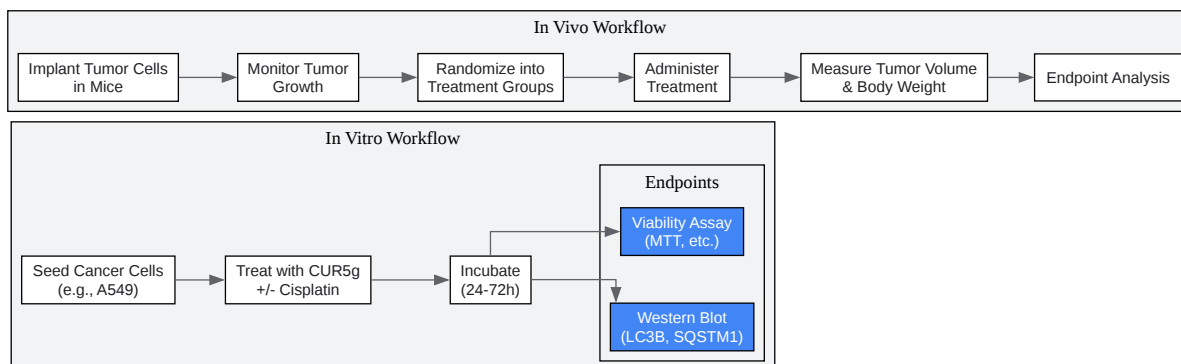 In Vivo Workflow
Implant Tumor Cells
in Mice
Monitor Tumor
Growth
Randomize into
Treatment Groups
Administer
Treatment
Measure Tumor Volume
& Body Weight
Endpoint Analysis
In Vitro Workflow
Seed Cancer Cells
(e.g., A549)
Treat with CUR5g
+/- Cisplatin
Incubate
(24-72h)
Endpoints
Viability Assay
(MTT, etc.)
Western Blot
(LC3B, SQSTM1)